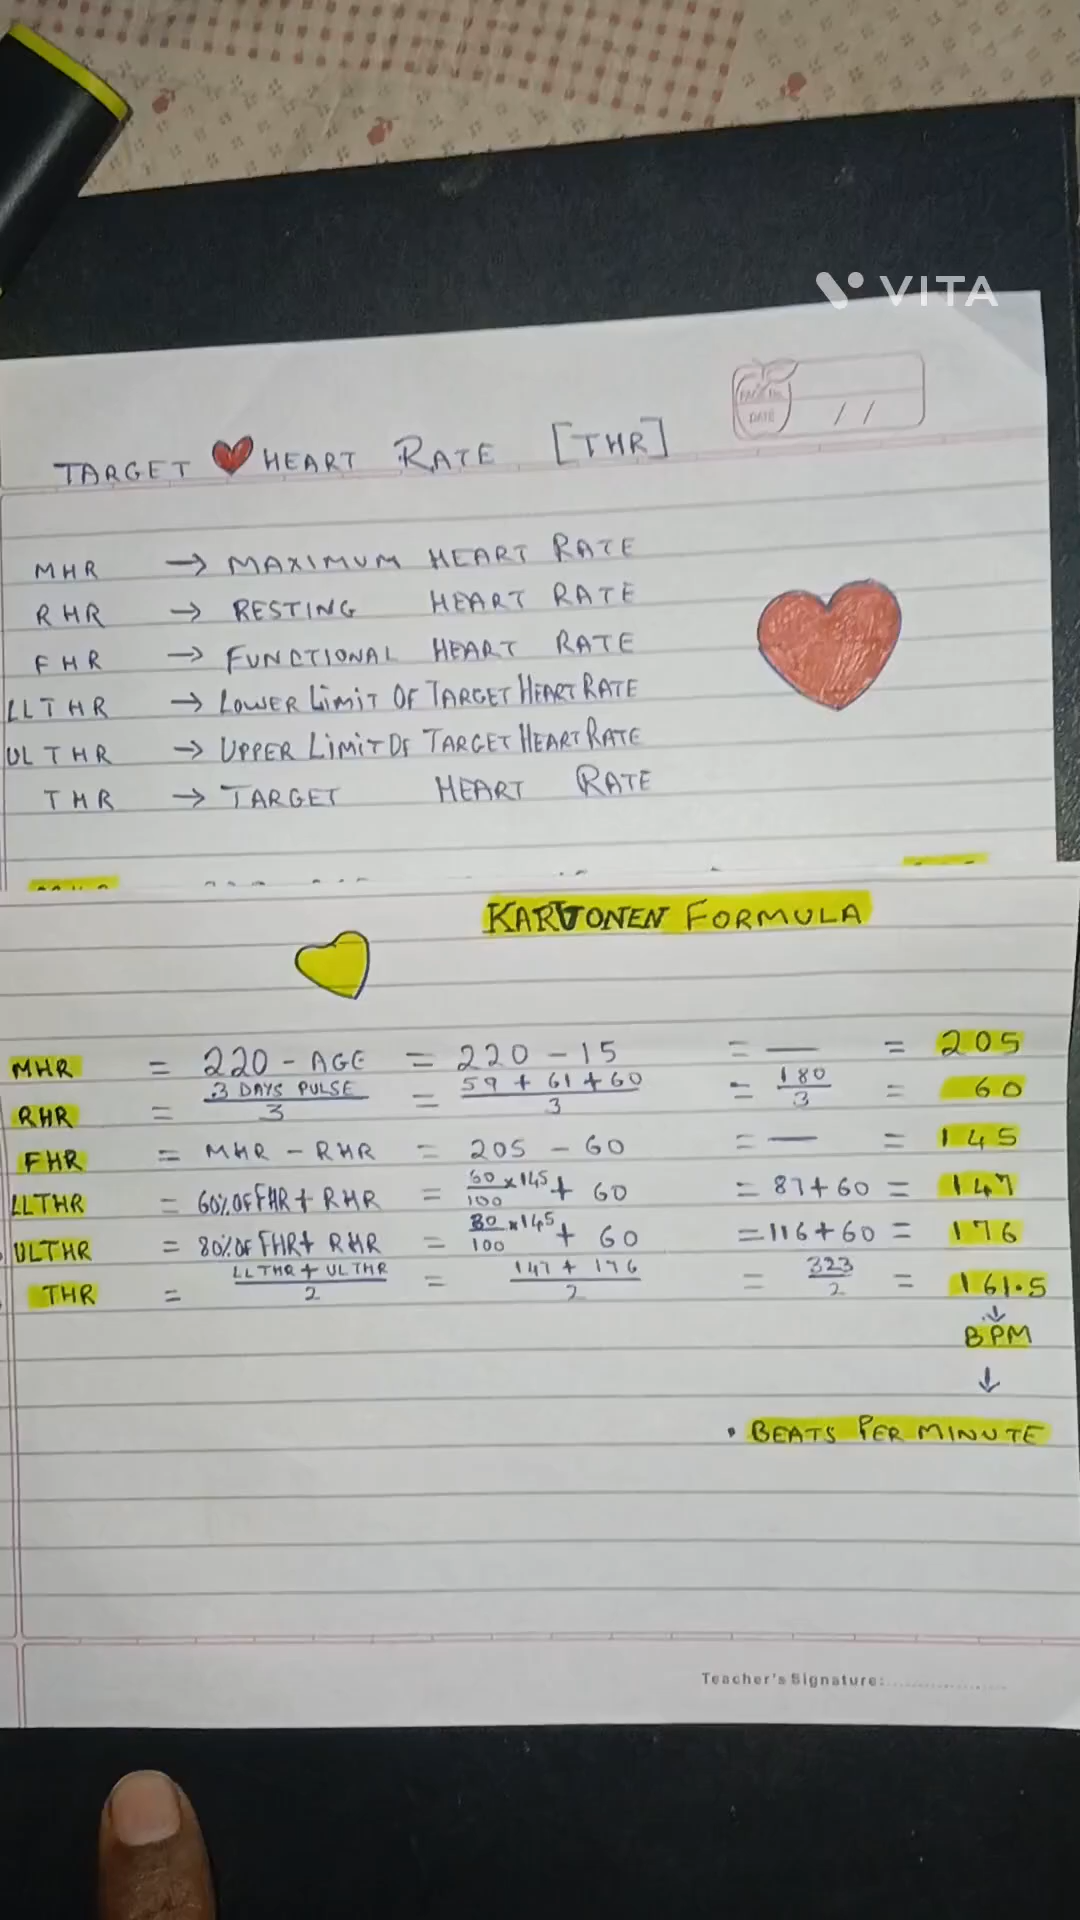 VITA
PAGE No.
DATE / /
TARGET HEART RATE [THR]
MHR → MAXIMUM HEART RATE
RHR → RESTING HEART RATE
FHR → FUNCTIONAL HEART RATE
LLTHR → LOWER LIMIT OF TARGET HEART RATE
ULTHR → UPPER LIMIT OF TARGET HEART RATE
THR → TARGET HEART RATE
KARVONEN FORMULA
MHR = 220 - AGE = 220 - 15 = — = 205
RHR = 3 DAYS PULSE / 3 = 59 + 61 + 60 / 3 = 180 / 3 = 60
FHR = MHR - RHR = 205 - 60 = — = 145
LLTHR = 60% OF FHR + RHR = 60/100 × 145 + 60 = 87 + 60 = 147
ULTHR = 80% OF FHR + RHR = 80/100 × 145 + 60 = 116 + 60 = 176
THR = LLTHR + ULTHR / 2 = 147 + 176 / 2 = 323 / 2 = 161.5
↓
BPM
↓
• BEATS PER MINUTE
Teacher's Signature:....................